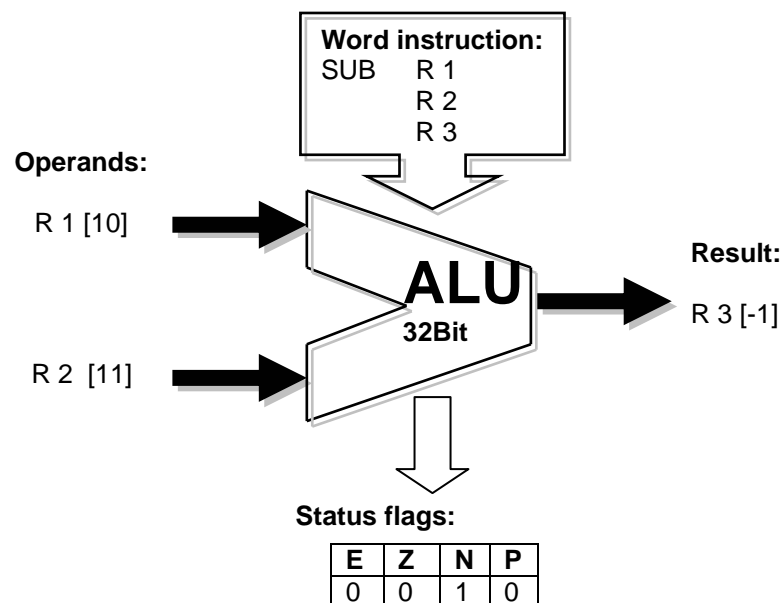 Word instruction:
SUB R 1
R 2
R 3
Operands:
R 1 [10]
ALU
32Bit
Result:
R 3 [-1]
R 2 [11]
Status flags:
E Z N P
0 0 1 0